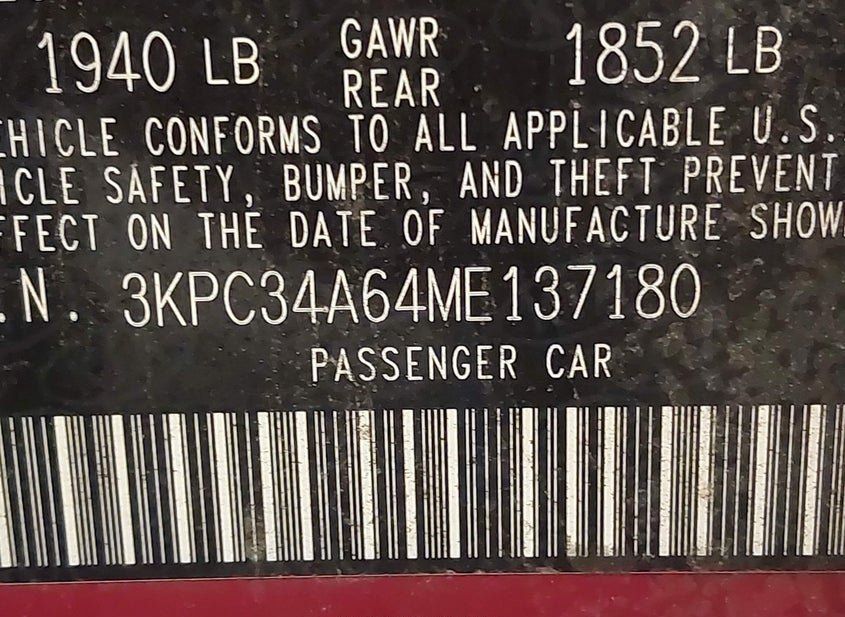 1940 LB GAWR REAR 1852 LB
EHICLE CONFORMS TO ALL APPLICABLE U.S.
ICLE SAFETY, BUMPER, AND THEFT PREVENT
FFECT ON THE DATE OF MANUFACTURE SHOW
.N. 3KPC34A64ME137180
PASSENGER CAR